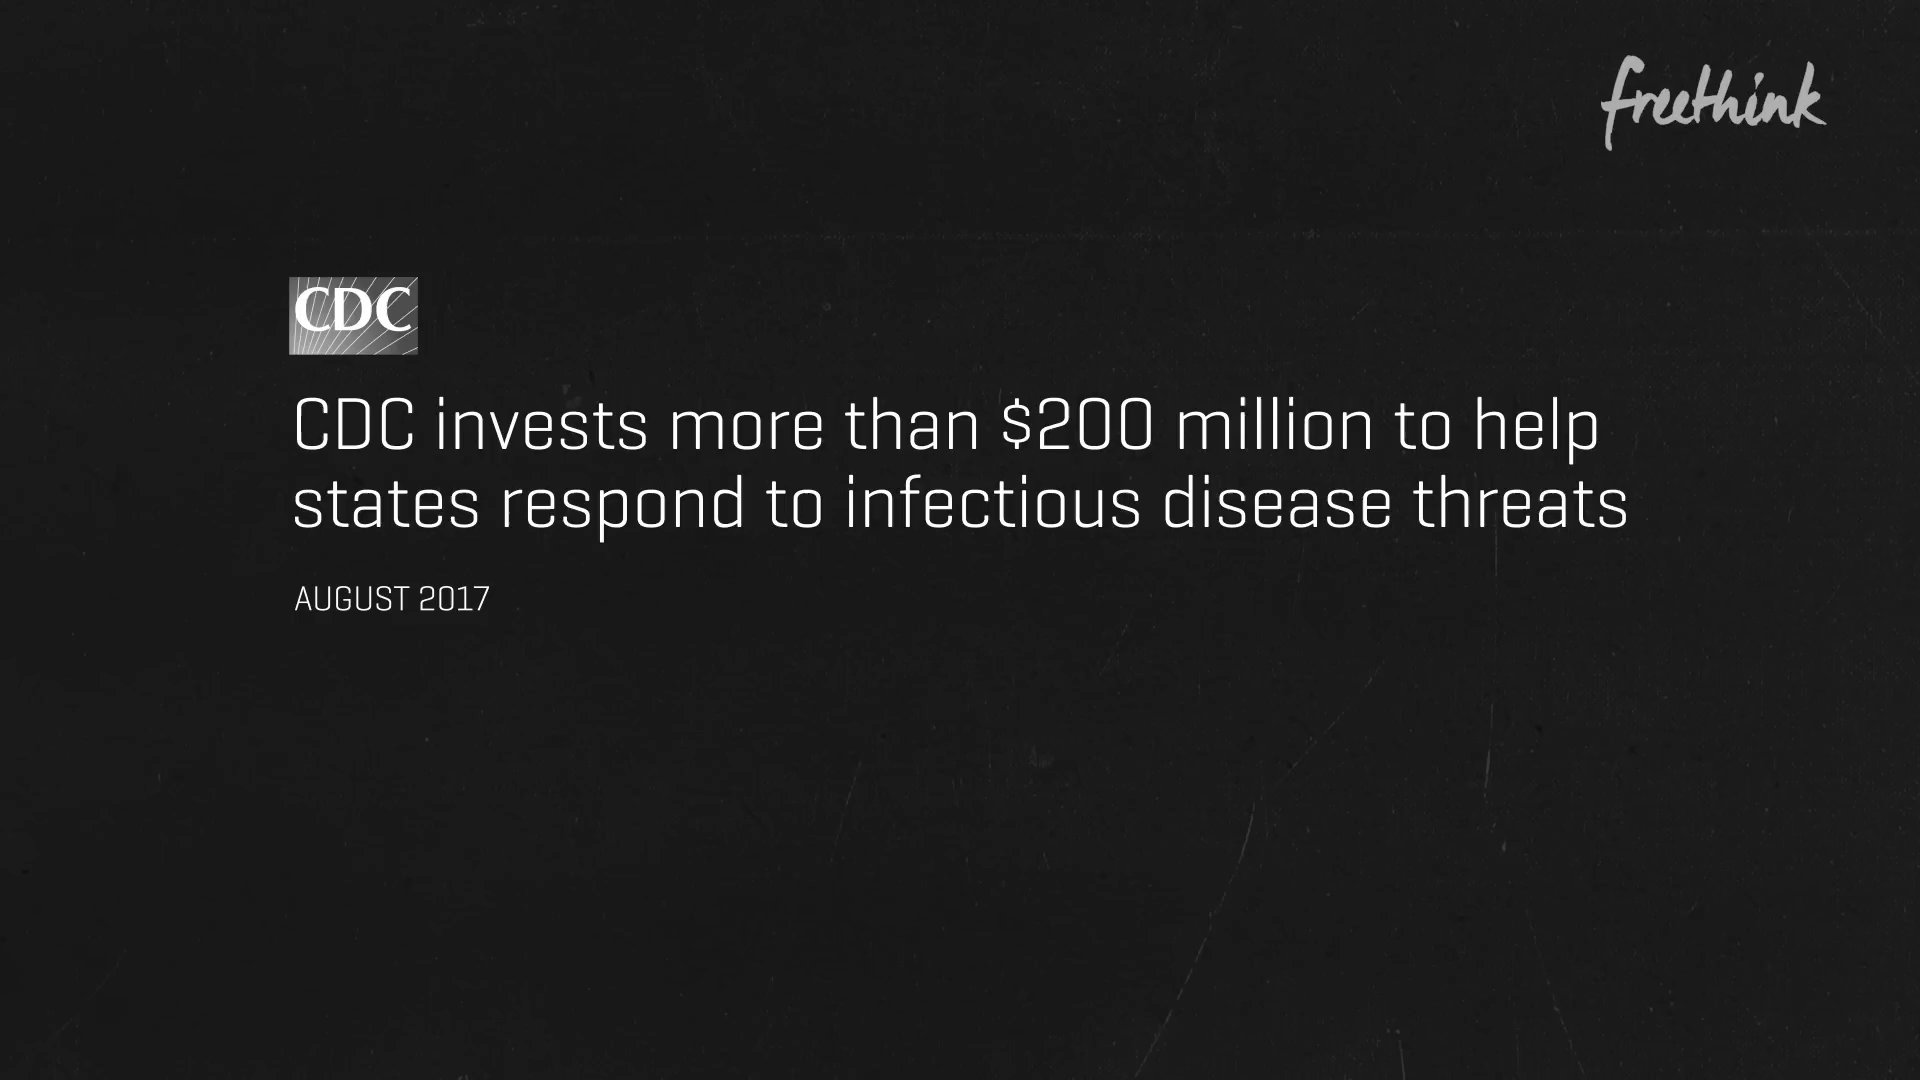 freethink
CDC
CDC invests more than $200 million to help
states respond to infectious disease threats
AUGUST 2017